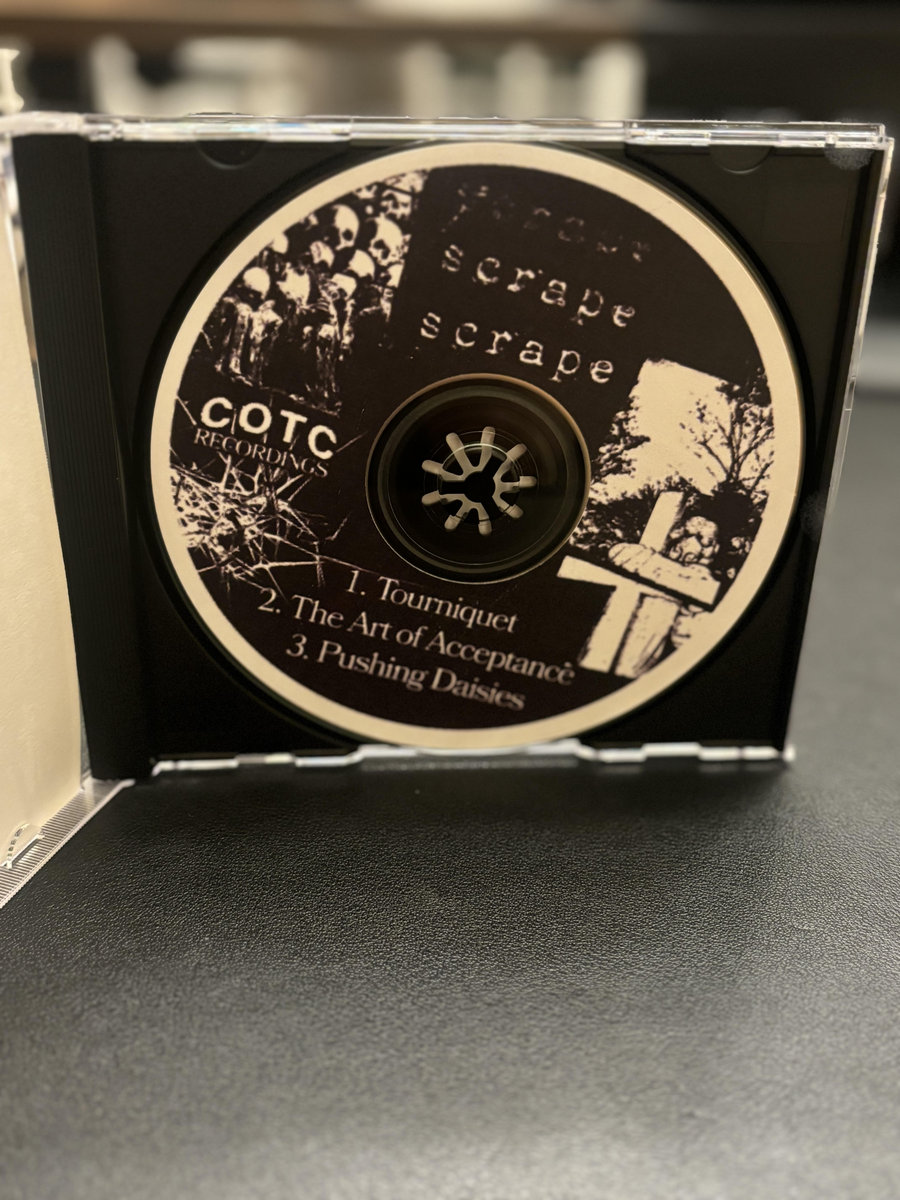 scrape
scrape
COTC
RECORDINGS
1. Tourniquet
2. The Art of Acceptance
3. Pushing Daisies